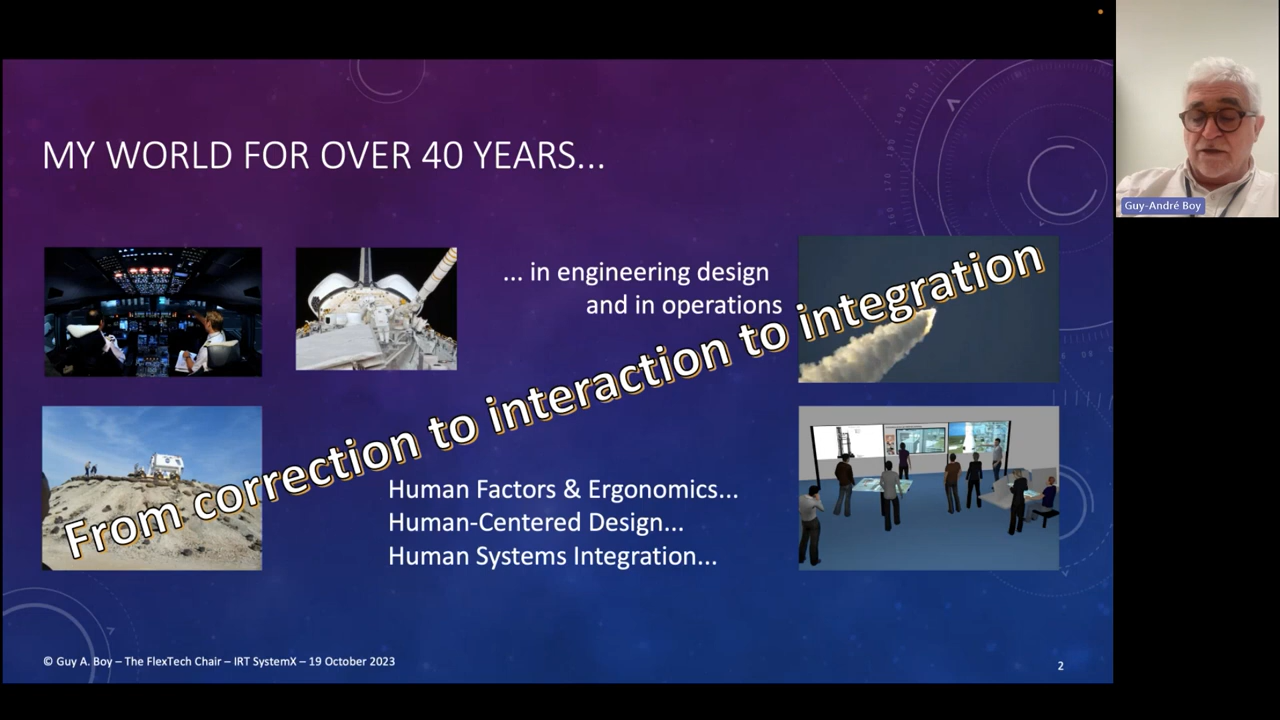 MY WORLD FOR OVER 40 YEARS...
... in engineering design
and in operations
From correction to interaction to integration
Human Factors & Ergonomics...
Human-Centered Design...
Human Systems Integration...
© Guy A. Boy – The FlexTech Chair – IRT SystemX – 19 October 2023
2
Guy-André Boy